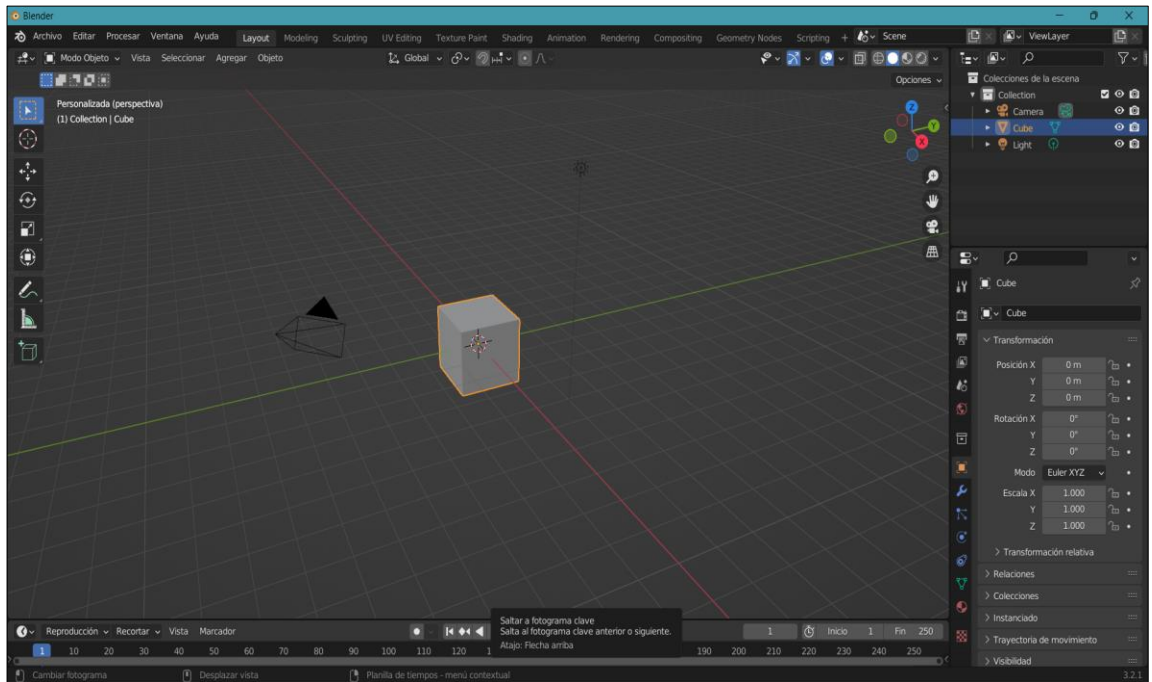 Blender
Archivo Editar Procesar Ventana Ayuda Layout Modeling Sculpting UV Editing Texture Paint Shading Animation Rendering Compositing Geometry Nodes Scripting + Scene ViewLayer
Modo Objeto Vista Seleccionar Agregar Objeto Global
Opciones
Personalizada (perspectiva)
(1) Collection | Cube
Z
Y
X
Colecciones de la escena
Collection
Camera
Cube
Light
Cube
Cube
Transformación
Posición X 0 m
Y 0 m
Z 0 m
Rotación X 0°
Y 0°
Z 0°
Modo Euler XYZ
Escala X 1.000
Y 1.000
Z 1.000
Transformación relativa
Relaciones
Colecciones
Instanciado
Trayectoria de movimiento
Visibilidad
Saltar a fotograma clave
Salta al fotograma clave anterior o siguiente.
Atajo: Flecha arriba
Reproducción Recortar Vista Marcador 1 Inicio 1 Fin 250
1 10 20 30 40 50 60 70 80 90 100 110 120 1 190 200 210 220 230 240 250
Cambiar fotograma Desplazar vista Planilla de tiempos - menú contextual 3.2.1